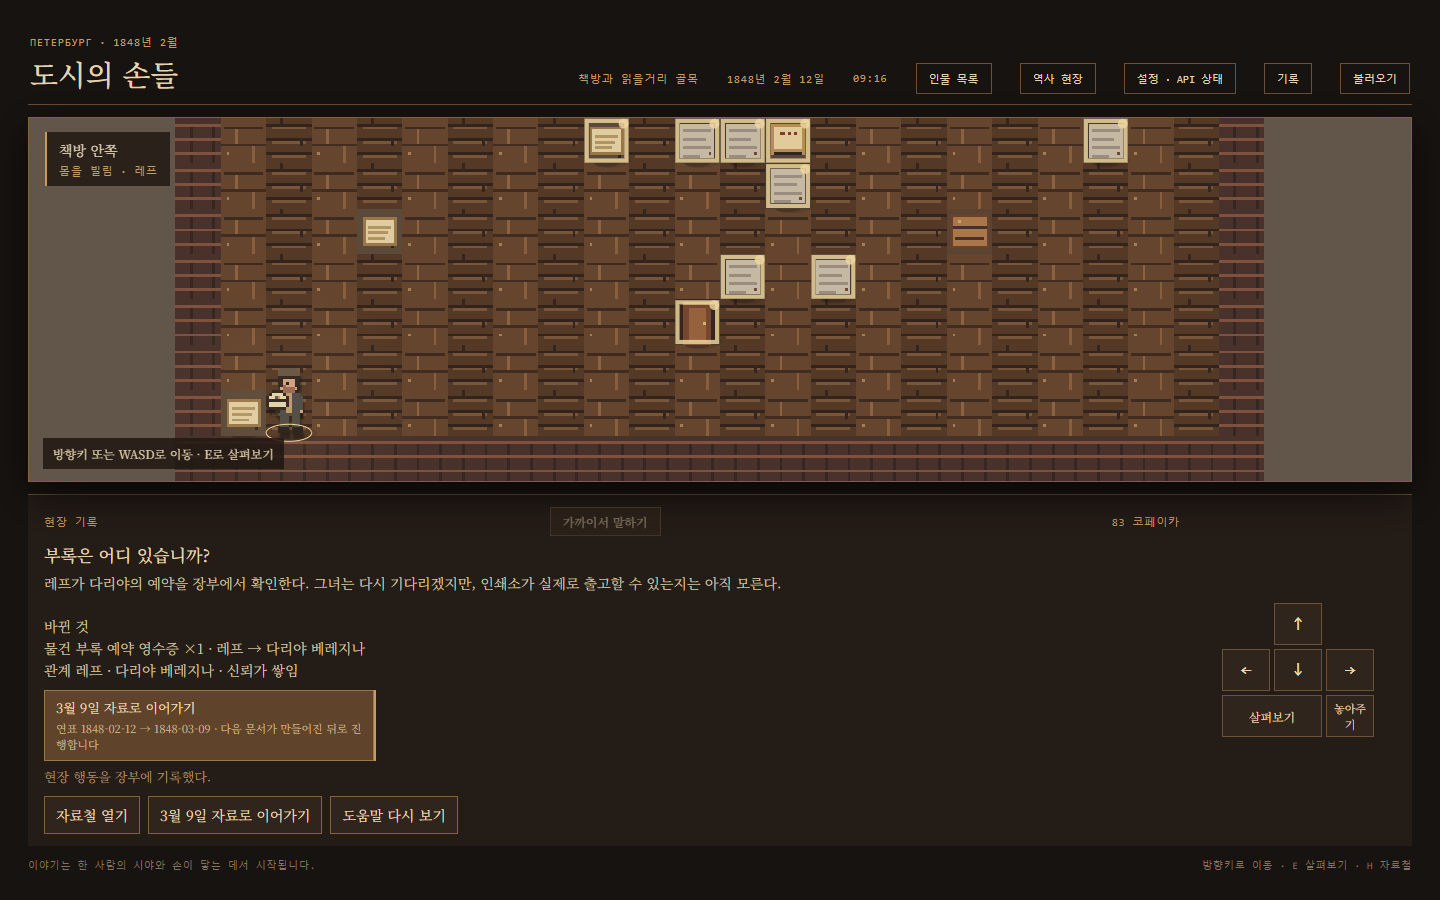 ПЕТЕРБУРГ · 1848년 2월
도시의 손들
책방과 읽을거리 골목
1848년 2월 12일
09:16
인물 목록
역사 현장
설정 · API 상태
기록
불러오기
책방 안쪽
몸을 빌림 · 레프
방향키 또는 WASD로 이동 · E로 살펴보기
현장 기록
가까이서 말하기
83 코페이카
부록은 어디 있습니까?
레프가 다리야의 예약을 장부에서 확인한다. 그녀는 다시 기다리겠지만, 인쇄소가 실제로 출고할 수 있는지는 아직 모른다.
바뀐 것
물건 부록 예약 영수증 ×1 · 레프 → 다리야 베레지나
관계 레프 · 다리야 베레지나 · 신뢰가 쌓임
3월 9일 자료로 이어가기
연표 1848-02-12 → 1848-03-09 · 다음 문서가 만들어진 뒤로 진
행합니다
현장 행동을 장부에 기록했다.
자료철 열기
3월 9일 자료로 이어가기
도움말 다시 보기
↑
← ↓ →
살펴보기
놓아주
기
이야기는 한 사람의 시야와 손이 닿는 데서 시작됩니다.
방향키로 이동 · E 살펴보기 · H 자료철